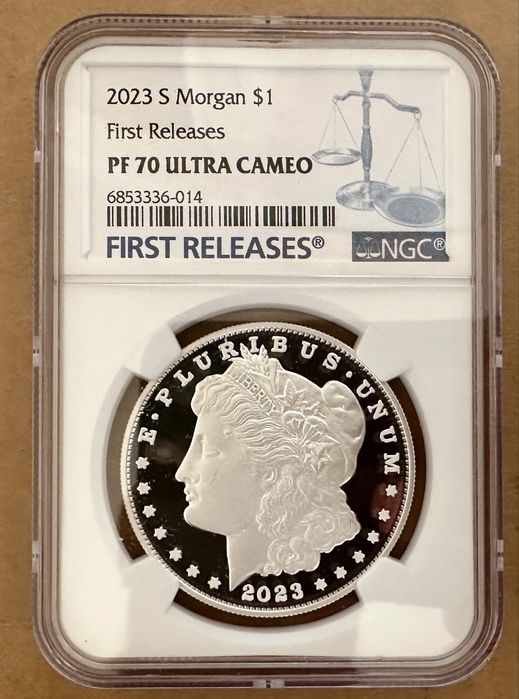 2023 S Morgan $1
First Releases
PF 70 ULTRA CAMEO
6853336-014
FIRST RELEASES®
NGC®
E·PLURIBUS·UNUM
LIBERTY
2023